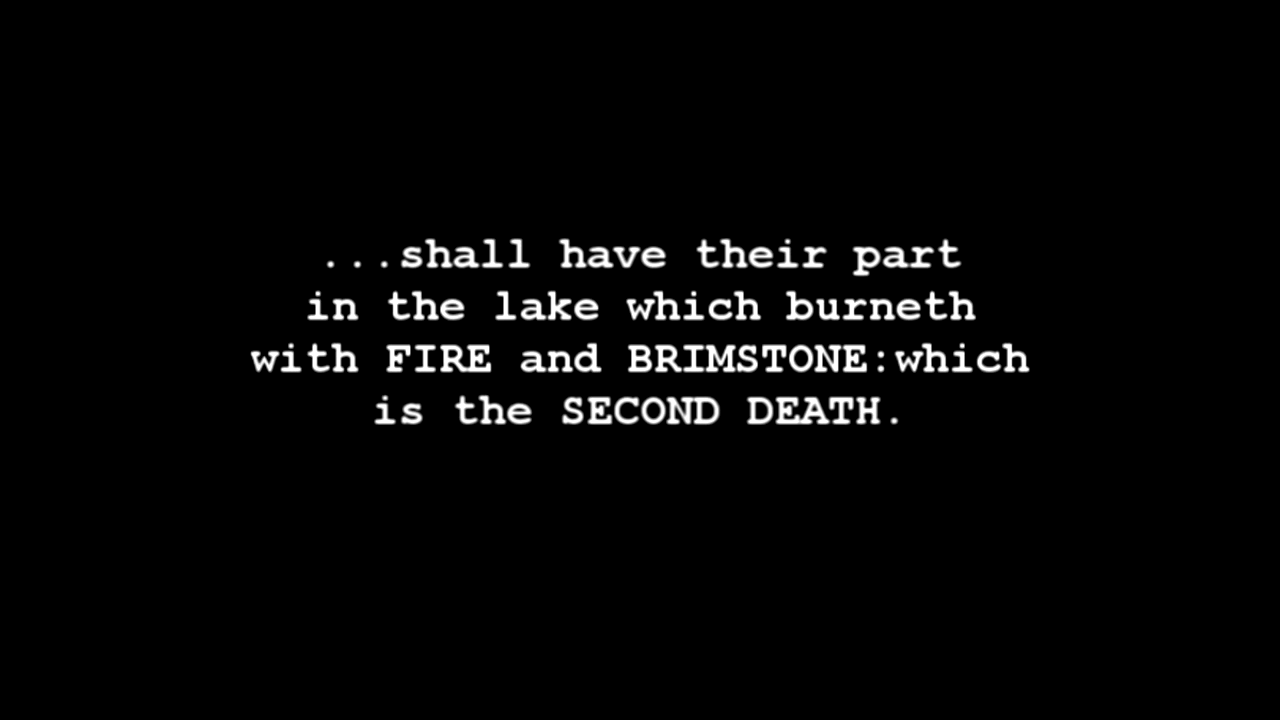 ...shall have their part
in the lake which burneth
with FIRE and BRIMSTONE:which
is the SECOND DEATH.